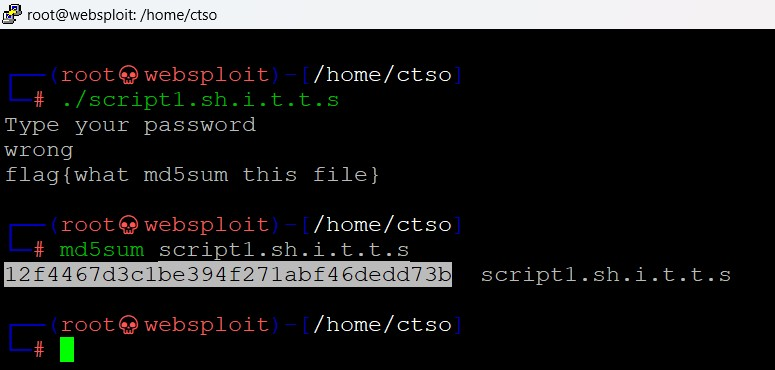 root@websploit: /home/ctso
┌──(root💀websploit)-[/home/ctso]
└─# ./script1.sh.i.t.t.s
Type your password
wrong
flag{what md5sum this file}
┌──(root💀websploit)-[/home/ctso]
└─# md5sum script1.sh.i.t.t.s
12f4467d3c1be394f271abf46dedd73b  script1.sh.i.t.t.s
┌──(root💀websploit)-[/home/ctso]
└─#